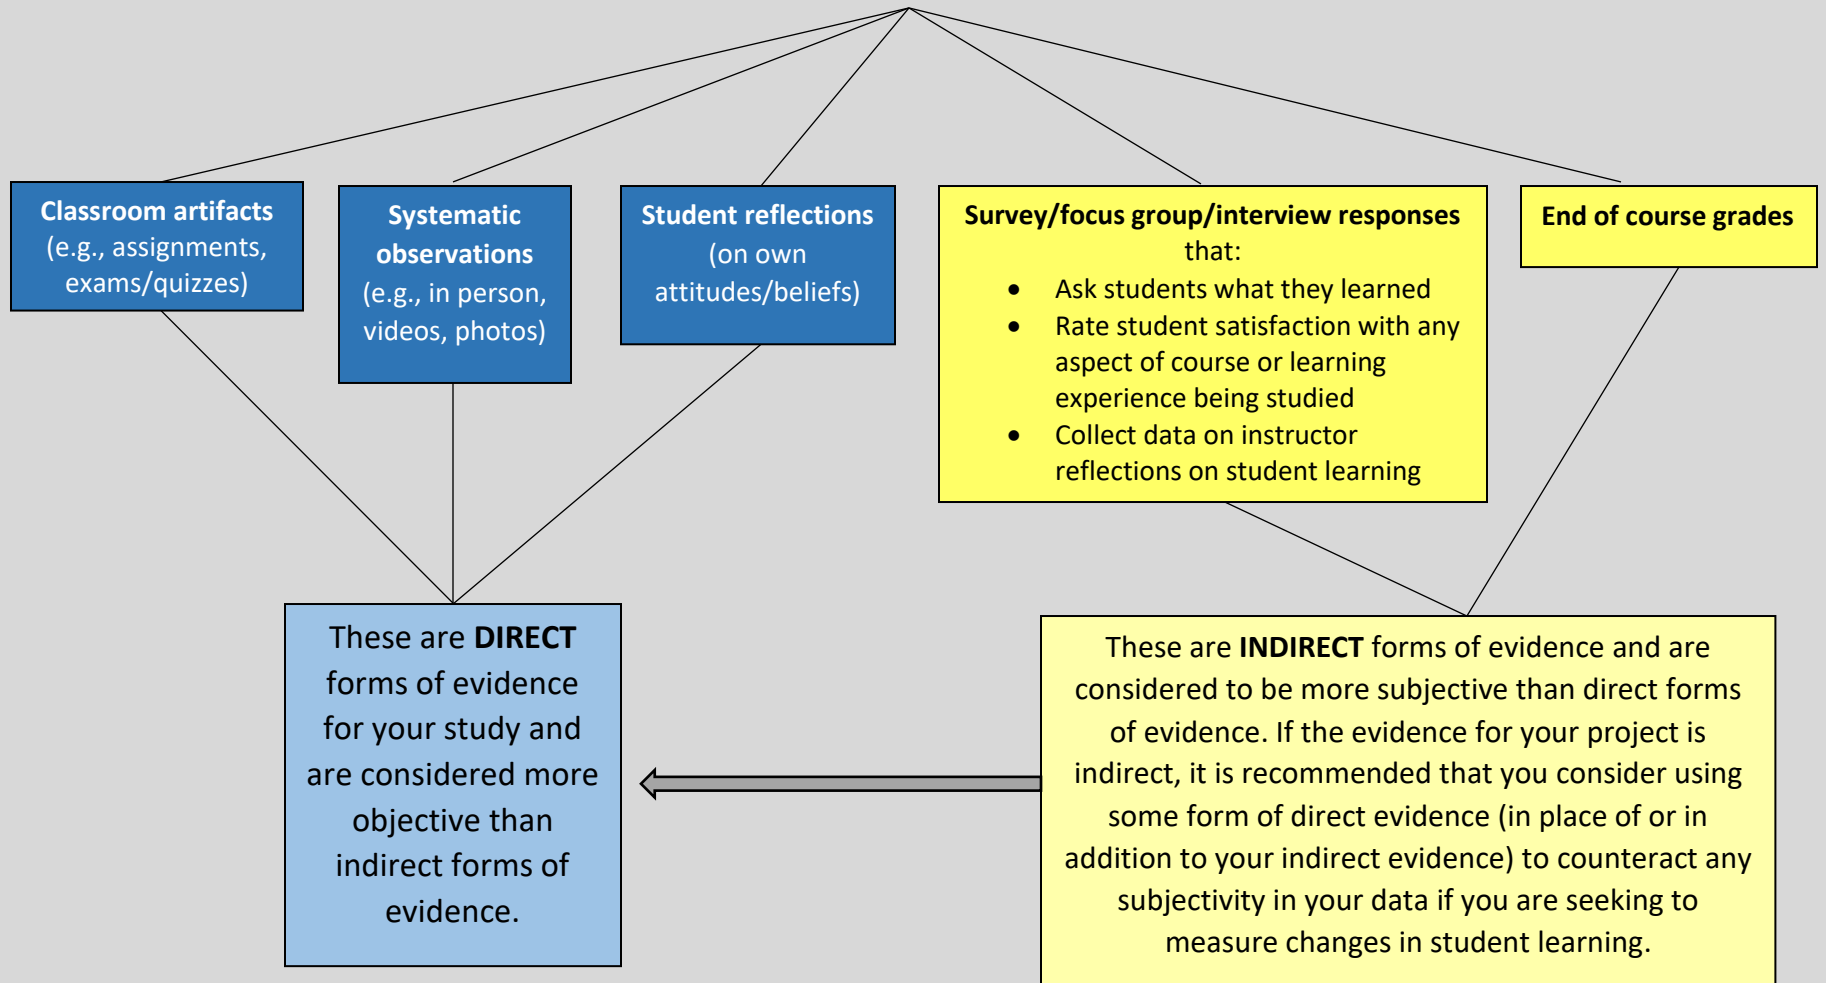 Classroom artifacts
(e.g., assignments,
exams/quizzes)
Systematic
observations
(e.g., in person,
videos, photos)
Student reflections
(on own
attitudes/beliefs)
Survey/focus group/interview responses
that:
• Ask students what they learned
• Rate student satisfaction with any
aspect of course or learning
experience being studied
• Collect data on instructor
reflections on student learning
End of course grades
These are DIRECT
forms of evidence
for your study and
are considered more
objective than
indirect forms of
evidence.
These are INDIRECT forms of evidence and are
considered to be more subjective than direct forms
of evidence. If the evidence for your project is
indirect, it is recommended that you consider using
some form of direct evidence (in place of or in
addition to your indirect evidence) to counteract any
subjectivity in your data if you are seeking to
measure changes in student learning.